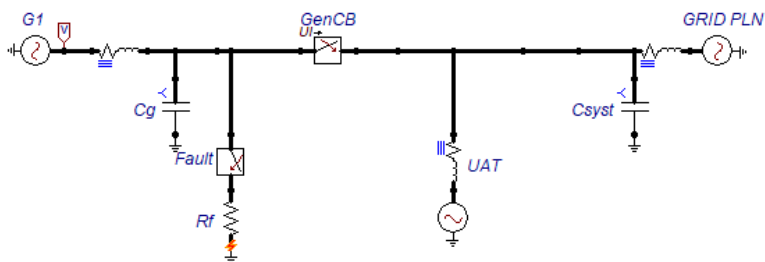 G1
V
GenCB
UI
GRID PLN
Cg
Csyst
Fault
UAT
Rf